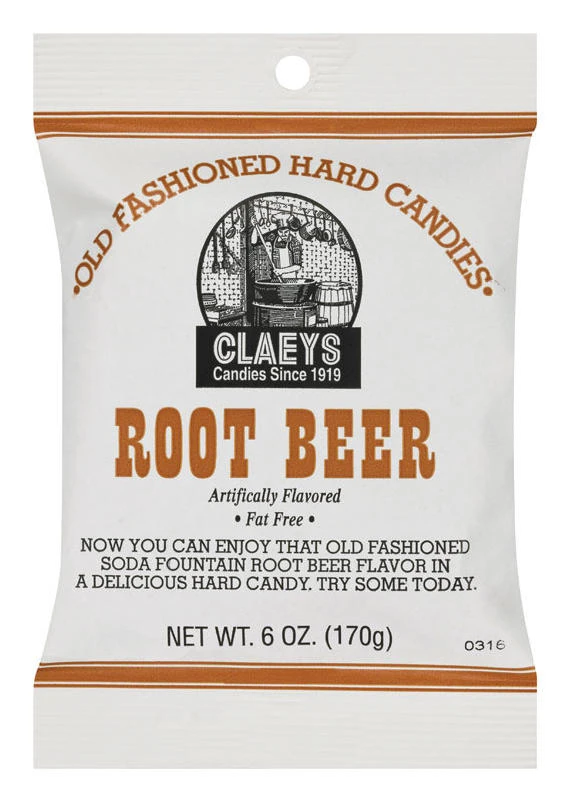 •OLD FASHIONED HARD CANDIES•
CLAEYS
Candies Since 1919
ROOT BEER
Artifically Flavored
• Fat Free •
NOW YOU CAN ENJOY THAT OLD FASHIONED
SODA FOUNTAIN ROOT BEER FLAVOR IN
A DELICIOUS HARD CANDY. TRY SOME TODAY.
NET WT. 6 OZ. (170g)
0316